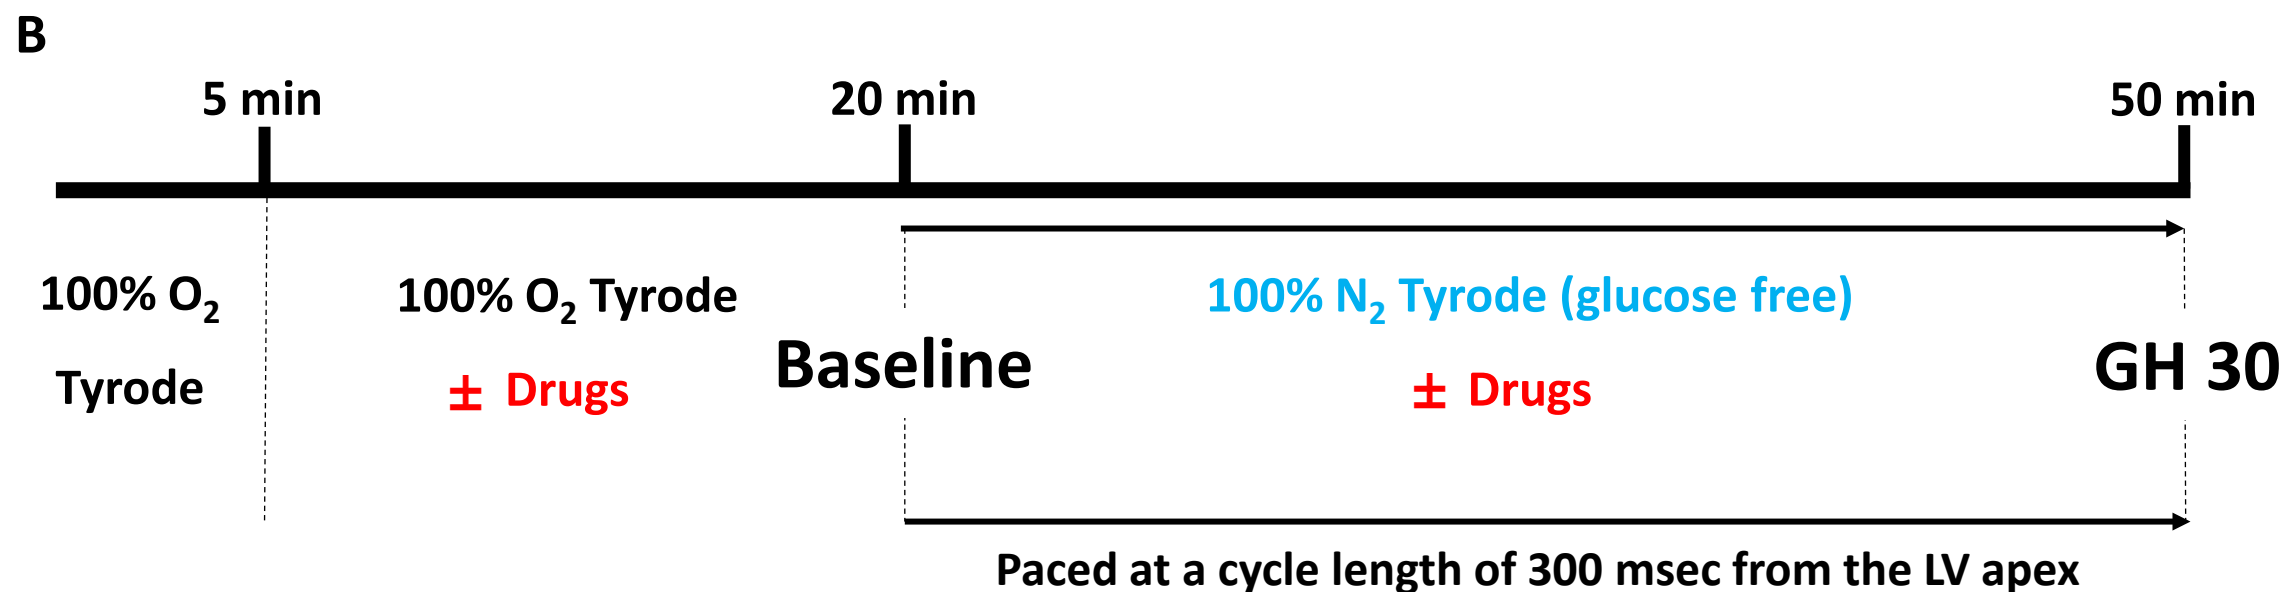 B
5 min
20 min
50 min
100% O₂
Tyrode
100% O₂ Tyrode
± Drugs
Baseline
100% N₂ Tyrode (glucose free)
± Drugs
GH 30
Paced at a cycle length of 300 msec from the LV apex